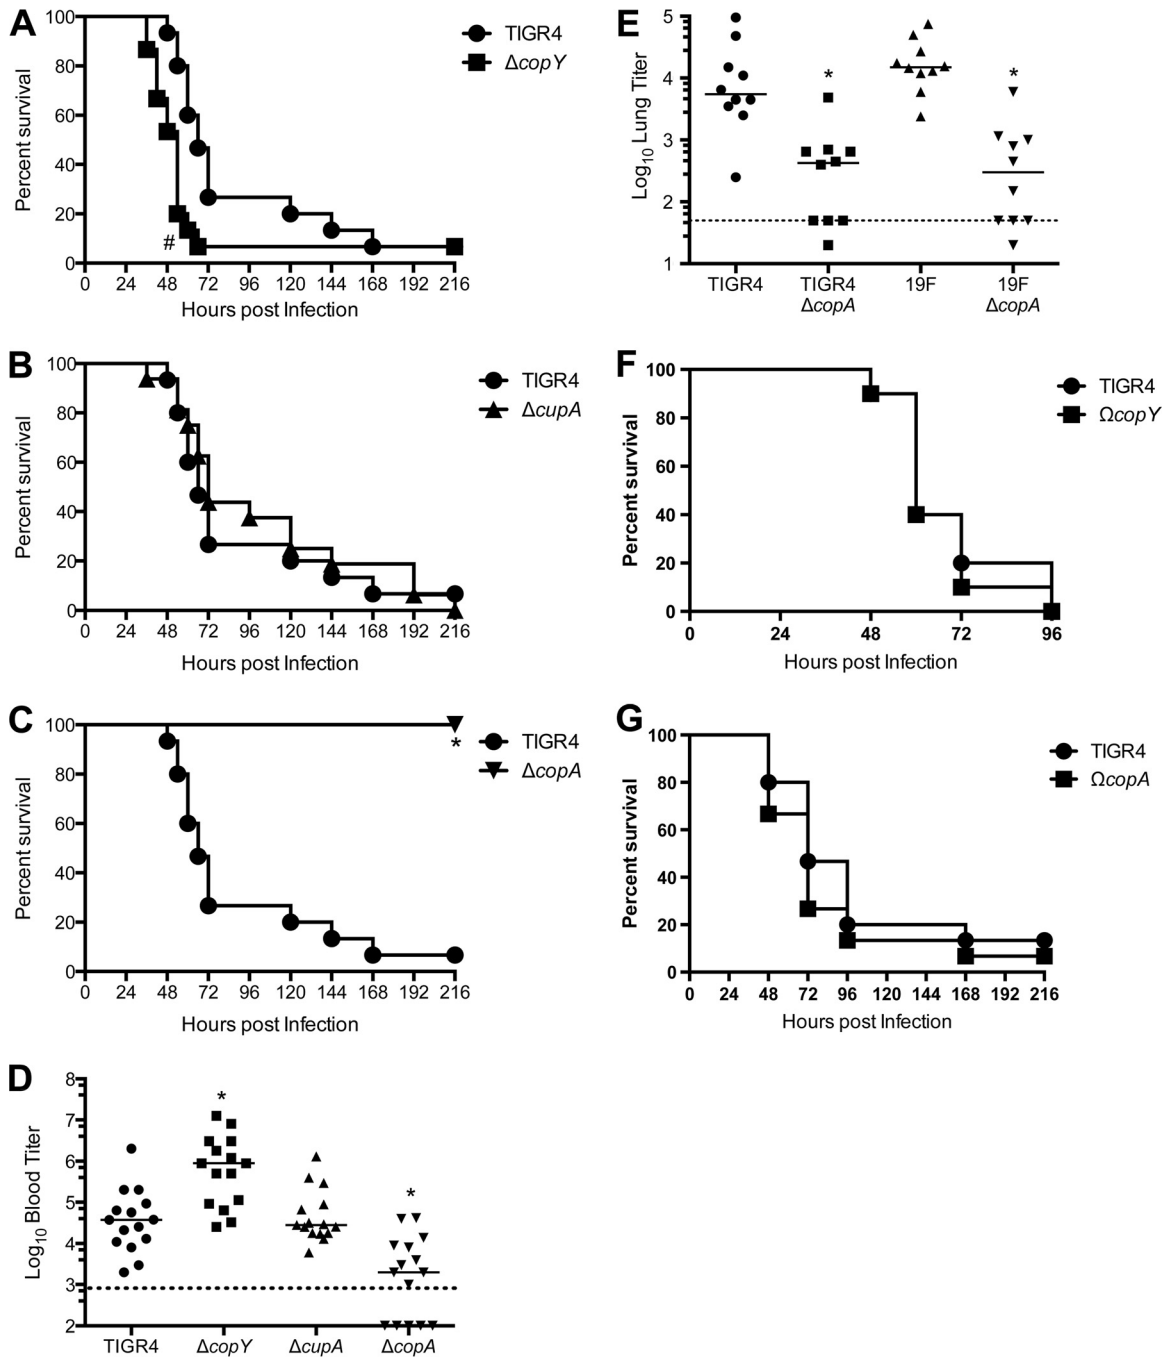 A
Percent survival
100
80
60
40
20
0
#
0 24 48 72 96 120 144 168 192 216
Hours post Infection
TIGR4
ΔcopY
B
Percent survival
100
80
60
40
20
0
0 24 48 72 96 120 144 168 192 216
Hours post Infection
TIGR4
ΔcupA
C
Percent survival
100
80
60
40
20
0
*
0 24 48 72 96 120 144 168 192 216
Hours post Infection
TIGR4
ΔcopA
D
Log10 Blood Titer
8
7
6
5
4
3
2
* *
TIGR4 ΔcopY ΔcupA ΔcopA
E
Log10 Lung Titer
5
4
3
2
1
* *
TIGR4 TIGR4 19F 19F
ΔcopA ΔcopA
F
Percent survival
100
80
60
40
20
0
0 24 48 72 96
Hours post Infection
TIGR4
ΩcopY
G
Percent survival
100
80
60
40
20
0
0 24 48 72 96 120 144 168 192 216
Hours post Infection
TIGR4
ΩcopA